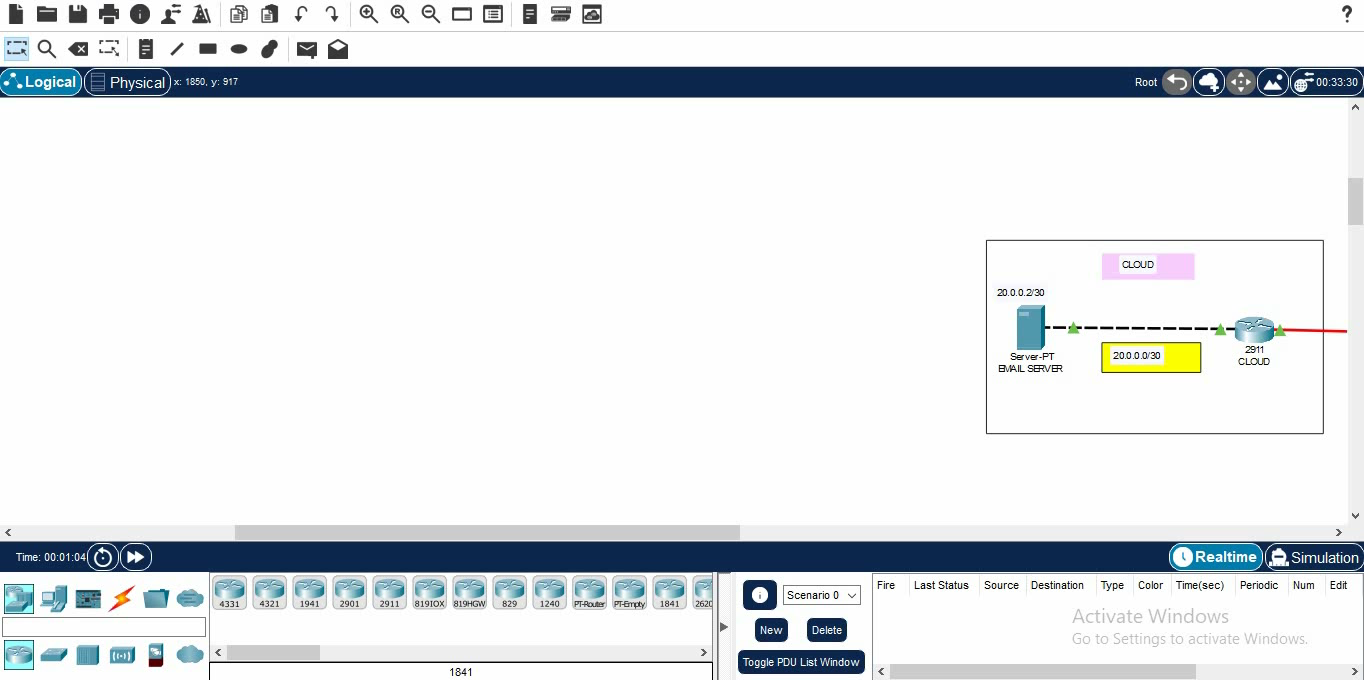 ?
Logical
Physical
x: 1850, y: 917
Root
00:33:30
CLOUD
20.0.0.2/30
Server-PT
EMAIL SERVER
20.0.0.0/30
2911
CLOUD
Time: 00:01:04
Realtime
Simulation
4331
4321
1941
2901
2911
819IOX
819HGW
829
1240
PT-Router
PT-Empty
1841
2620
1841
Scenario 0
New
Delete
Toggle PDU List Window
Fire Last Status Source Destination Type Color Time(sec) Periodic Num Edit
Activate Windows
Go to Settings to activate Windows.